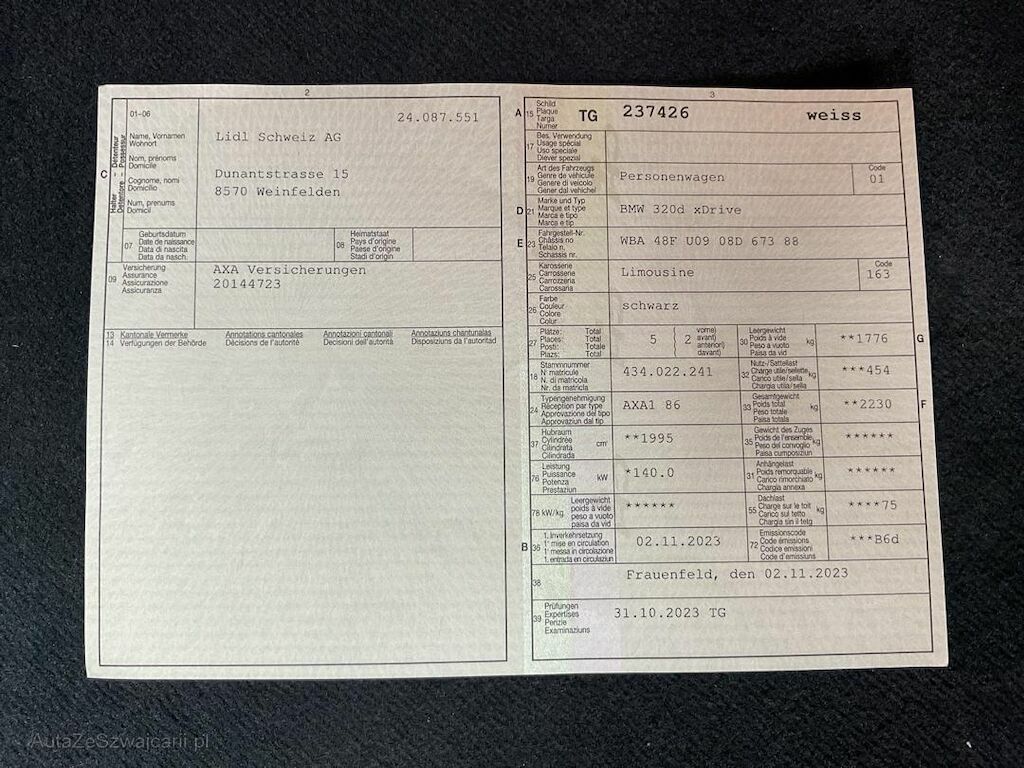 2
01-06
24.087.551
Halter - Détenteur
Detentore - Possessur
C
Name, Vornamen
Wohnort
Nom, prénoms
Domicile
Cognome, nomi
Domicilio
Num, prenums
Domicil
Lidl Schweiz AG
Dunantstrasse 15
8570 Weinfelden
07
Geburtsdatum
Date de naissance
Data di nascita
Data da nasch.
08
Heimatstaat
Pays d'origine
Paese d'origine
Stadi d'origin
09
Versicherung
Assurance
Assicurazione
Assicuranza
AXA Versicherungen
20144723
13 Kantonale Vermerke Annotations cantonales Annotazioni cantonali Annotaziuns chantunalas
14 Verfügungen der Behörde Décisions de l'autorité Decisioni dell'autorità Disposiziuns da l'autoritad
3
A 15
Schild
Plaque
Targa
Numer
TG 237426 weiss
17
Bes. Verwendung
Usage spécial
Uso speciale
Diever spezial
19
Art des Fahrzeugs
Genre de véhicule
Genere di veicolo
Gener dal vehichel
Personenwagen
Code
01
D 21
Marke und Typ
Marque et type
Marca e tipo
Marca e tip
BMW 320d xDrive
E 23
Fahrgestell-Nr.
Châssis no
Telaio n.
Schassis nr.
WBA 48F U09 08D 673 88
25
Karosserie
Carrosserie
Carrozzeria
Carossaria
Limousine
Code
163
26
Farbe
Couleur
Colore
Colur
schwarz
27
Plätze: Total
Places: Total
Posti: Totale
Plazs: Total
5 2
vorne)
avant)
anteriori)
davant)
30
Leergewicht
Poids à vide
Peso a vuoto
Paisa da vid
kg
**1776
G
18
Stammnummer
N° matricule
N. di matricola
Nr. da matricla
434.022.241
32
Nutz-/Sattellast
Charge utile/sellette
Carico utile/sella
Chargia utila/sella
kg
***454
24
Typengenehmigung
Réception par type
Approvazione del tipo
Approvaziun dal tip
AXA1 86
33
Gesamtgewicht
Poids total
Peso totale
Paisa totala
kg
**2230
F
37
Hubraum
Cylindrée
Cilindrata
Cilindrada
cm³
**1995
35
Gewicht des Zuges
Poids de l'ensemble
Peso del convoglio
Paisa cumposiziun
kg
******
76
Leistung
Puissance
Potenza
Prestaziun
kW
*140.0
31
Anhängelast
Poids remorquable
Carico rimorchiato
Chargia annexa
kg
******
78 kW/kg
Leergewicht
poids à vide
peso a vuoto
paisa da vid
******
55
Dachlast
Charge sur le toit
Carico sul tetto
Chargia sin il tetg
kg
****75
B 36
1. Inverkehrsetzung
1re mise en circulation
1a messa in circolazione
1. entrada en circulaziun
02.11.2023
72
Emissionscode
Code émissions
Codice emissioni
Code d'emissiuns
***B6d
38
Frauenfeld, den 02.11.2023
39
Prüfungen
Expertises
Perizie
Examinaziuns
31.10.2023 TG
AutaZeSzwajcarii.pl